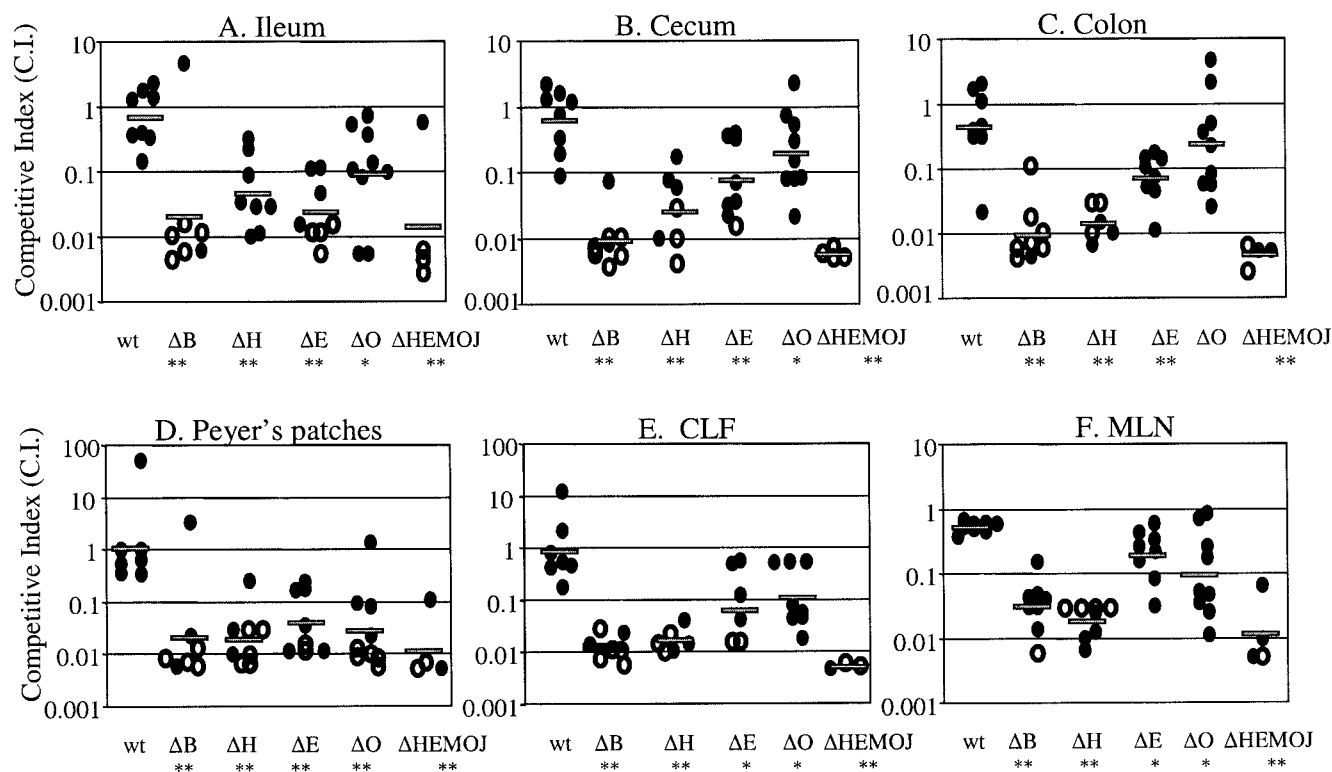 A. Ileum B. Cecum C. Colon
Competitive Index (C.I.)
10 1 0.1 0.01 0.001
10 1 0.1 0.01 0.001
10 1 0.1 0.01 0.001
wt ΔB ΔH ΔE ΔO ΔHEMOJ
** ** ** * **
wt ΔB ΔH ΔE ΔO ΔHEMOJ
** ** ** * **
wt ΔB ΔH ΔE ΔO ΔHEMOJ
** ** ** **
D. Peyer's patches E. CLF F. MLN
Competitive Index (C.I.)
100 10 1 0.1 0.01 0.001
100 10 1 0.1 0.01 0.001
10 1 0.1 0.01 0.001
wt ΔB ΔH ΔE ΔO ΔHEMOJ
** ** ** ** **
wt ΔB ΔH ΔE ΔO ΔHEMOJ
** ** * * **
wt ΔB ΔH ΔE ΔO ΔHEMOJ
** ** * * **